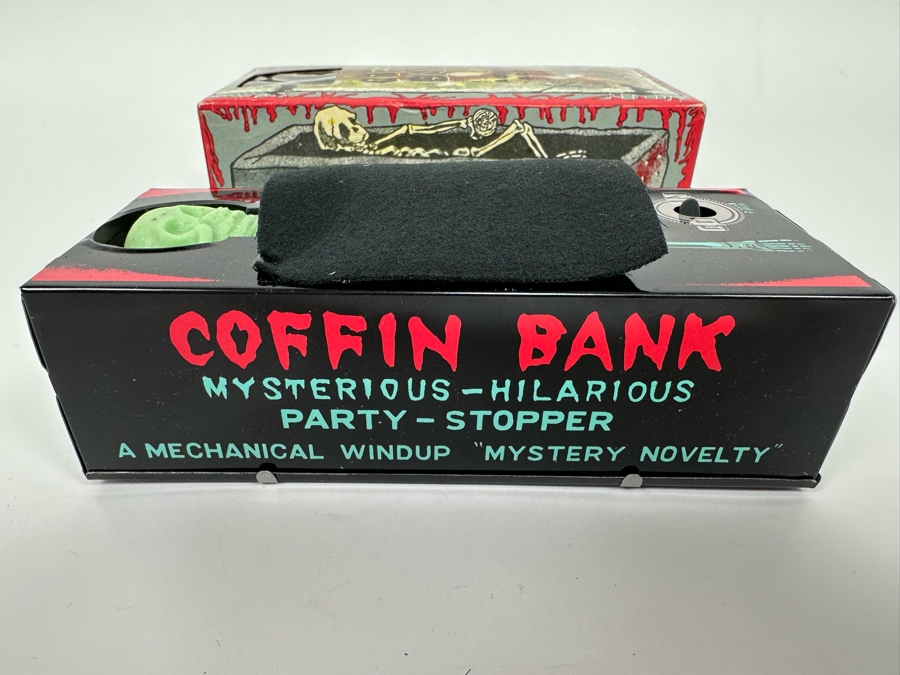 COFFIN BANK
MYSTERIOUS-HILARIOUS
PARTY-STOPPER
A MECHANICAL WINDUP "MYSTERY NOVELTY"